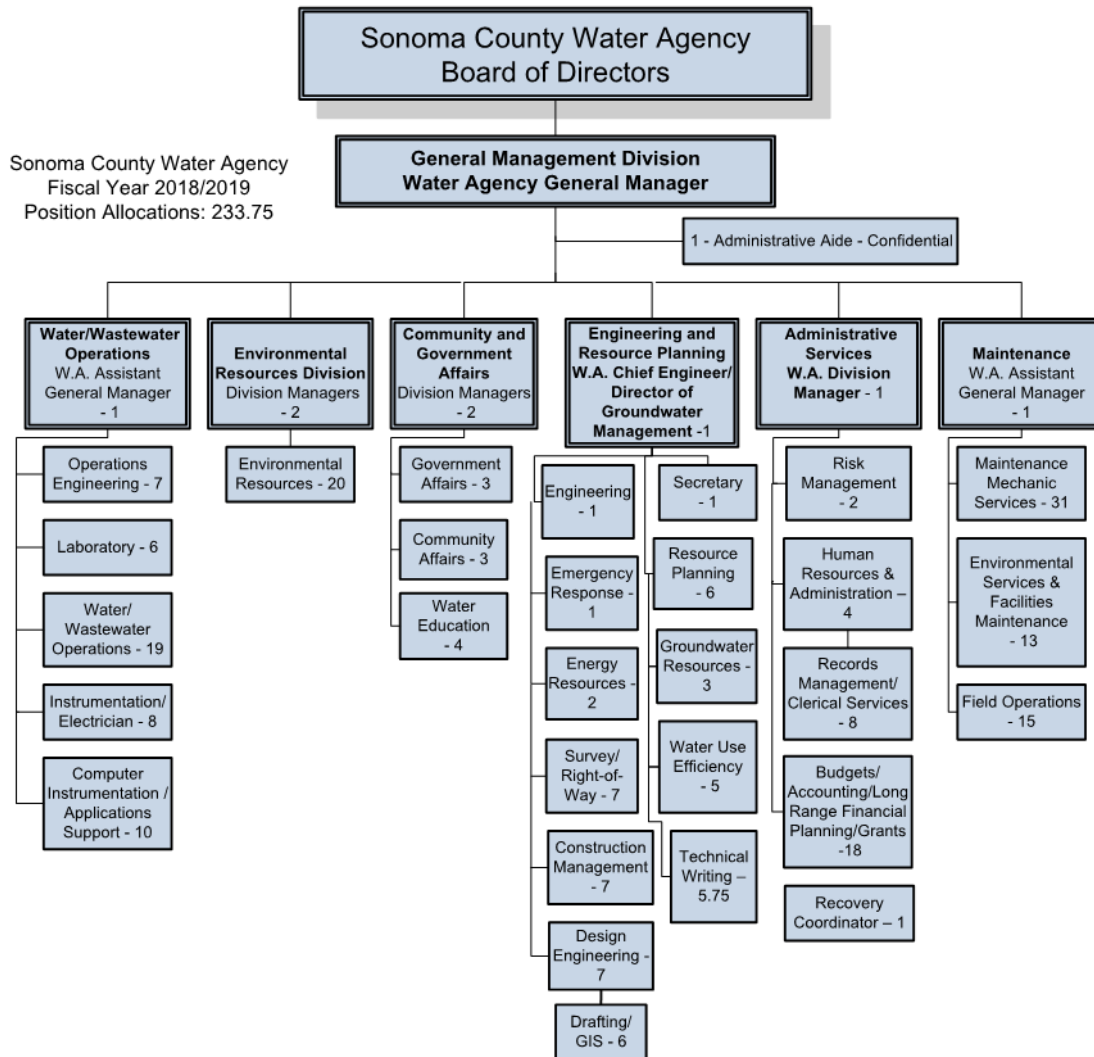 Sonoma County Water Agency
Board of Directors
General Management Division
Water Agency General Manager
Sonoma County Water Agency
Fiscal Year 2018/2019
Position Allocations: 233.75
1 - Administrative Aide - Confidential
Water/Wastewater
Operations
W.A. Assistant
General Manager
- 1
Operations
Engineering - 7
Laboratory - 6
Water/
Wastewater
Operations - 19
Instrumentation/
Electrician - 8
Computer
Instrumentation /
Applications
Support - 10
Environmental
Resources Division
Division Managers
- 2
Environmental
Resources - 20
Community and
Government
Affairs
Division Managers
- 2
Government
Affairs - 3
Community
Affairs - 3
Water
Education -
4
Engineering and
Resource Planning
W.A. Chief Engineer/
Director of
Groundwater
Management -1
Engineering
- 1
Emergency
Response -
1
Energy
Resources -
2
Survey/
Right-of-
Way - 7
Construction
Management
- 7
Design
Engineering -
7
Drafting/
GIS - 6
Secretary
- 1
Resource
Planning
- 6
Groundwater
Resources -
3
Water Use
Efficiency
- 5
Technical
Writing –
5.75
Administrative
Services
W.A. Division
Manager - 1
Risk
Management
- 2
Human
Resources &
Administration –
4
Records
Management/
Clerical Services
- 8
Budgets/
Accounting/Long
Range Financial
Planning/Grants
-18
Recovery
Coordinator – 1
Maintenance
W.A. Assistant
General Manager
- 1
Maintenance
Mechanic
Services - 31
Environmental
Services &
Facilities
Maintenance
- 13
Field Operations
- 15